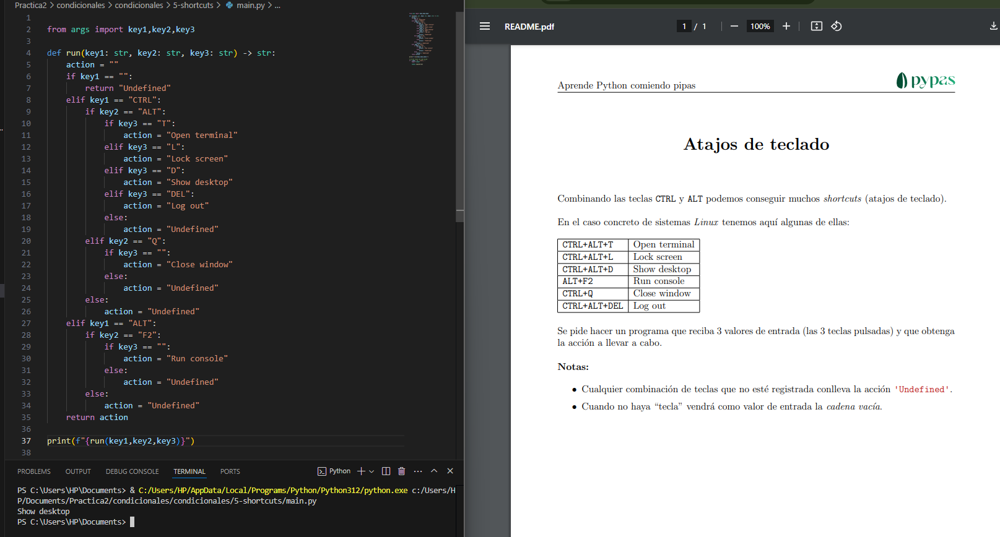 Practica2 > condicionales > condicionales > 5-shortcuts > main.py > ...
1
2 from args import key1,key2,key3
3
4 def run(key1: str, key2: str, key3: str) -> str:
5     action = ""
6     if key1 == "":
7         return "Undefined"
8     elif key1 == "CTRL":
9         if key2 == "ALT":
10             if key3 == "T":
11                 action = "Open terminal"
12             elif key3 == "L":
13                 action = "Lock screen"
14             elif key3 == "D":
15                 action = "Show desktop"
16             elif key3 == "DEL":
17                 action = "Log out"
18             else:
19                 action = "Undefined"
20         elif key2 == "Q":
21             if key3 == "":
22                 action = "Close window"
23             else:
24                 action = "Undefined"
25         else:
26             action = "Undefined"
27     elif key1 == "ALT":
28         if key2 == "F2":
29             if key3 == "":
30                 action = "Run console"
31             else:
32                 action = "Undefined"
33         else:
34             action = "Undefined"
35     return action
36
37 print(f"{run(key1,key2,key3)}")
38
PROBLEMS OUTPUT DEBUG CONSOLE TERMINAL PORTS Python
PS C:\Users\HP\Documents> & C:/Users/HP/AppData/Local/Programs/Python/Python312/python.exe c:/Users/H
P/Documents/Practica2/condicionales/condicionales/5-shortcuts/main.py
Show desktop
PS C:\Users\HP\Documents>
README.pdf 1 / 1 100%
Aprende Python comiendo pipas pypas
Atajos de teclado
Combinando las teclas CTRL y ALT podemos conseguir muchos shortcuts (atajos de teclado).
En el caso concreto de sistemas Linux tenemos aquí algunas de ellas:
CTRL+ALT+T Open terminal
CTRL+ALT+L Lock screen
CTRL+ALT+D Show desktop
ALT+F2 Run console
CTRL+Q Close window
CTRL+ALT+DEL Log out
Se pide hacer un programa que reciba 3 valores de entrada (las 3 teclas pulsadas) y que obtenga
la acción a llevar a cabo.
Notas:
• Cualquier combinación de teclas que no esté registrada conlleva la acción 'Undefined'.
• Cuando no haya “tecla” vendrá como valor de entrada la cadena vacía.